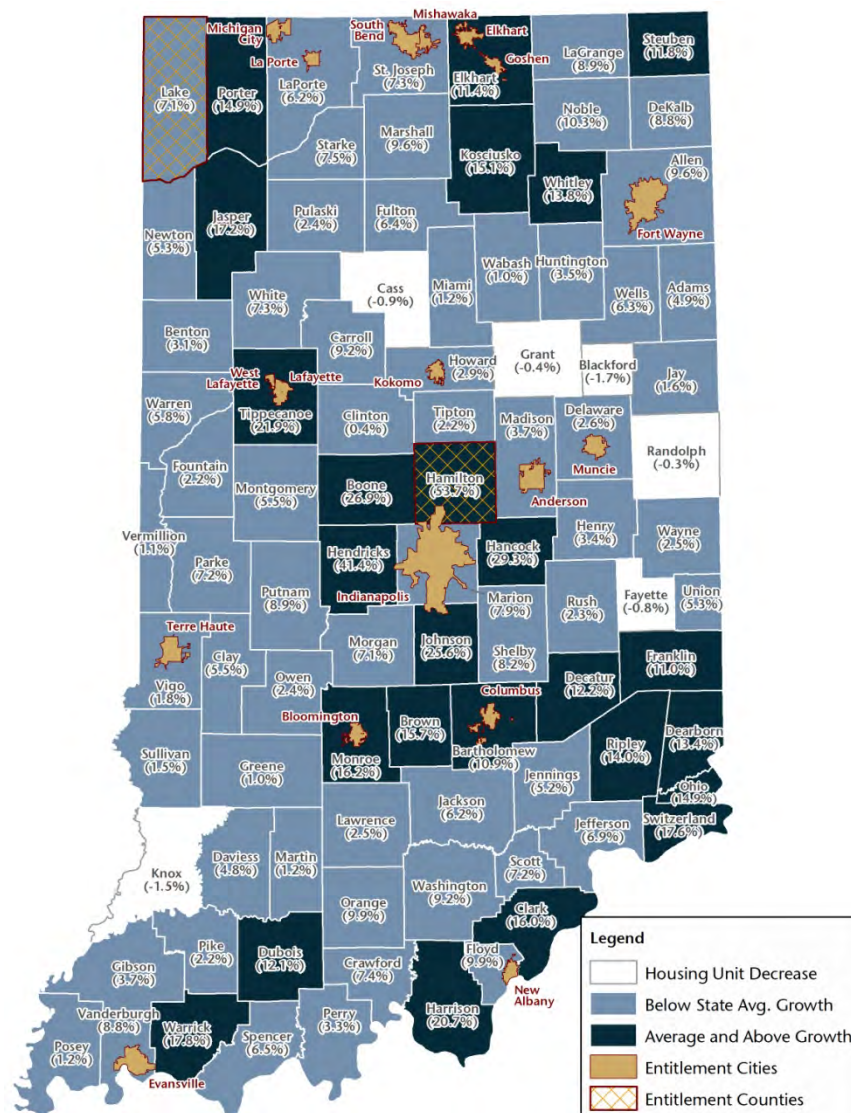 Mishawaka
Michigan
City
South
Bend
Elkhart
Steuben
(11.8%)
La Porte
Goshen
LaGrange
(8.9%)
Lake
(7.1%)
Porter
(14.9%)
LaPorte
(6.2%)
St. Joseph
(7.3%)
Elkhart
(11.4%)
Noble
(10.3%)
DeKalb
(8.8%)
Starke
(7.5%)
Marshall
(9.6%)
Kosciusko
(15.1%)
Whitley
(13.8%)
Allen
(9.6%)
Fort Wayne
Newton
(5.3%)
Jasper
(17.2%)
Pulaski
(2.4%)
Fulton
(6.4%)
Wabash
(1.0%)
Huntington
(3.5%)
Cass
(-0.9%)
Miami
(1.2%)
White
(7.3%)
Wells
(6.3%)
Adams
(4.9%)
Benton
(3.1%)
Carroll
(9.2%)
Howard
(2.9%)
Kokomo
Grant
(-0.4%)
Blackford
(-1.7%)
Jay
(1.6%)
West
Lafayette
Lafayette
Tippecanoe
(21.9%)
Warren
(5.8%)
Clinton
(0.4%)
Tipton
(2.2%)
Madison
(3.7%)
Anderson
Delaware
(2.6%)
Muncie
Randolph
(-0.3%)
Fountain
(2.2%)
Montgomery
(5.5%)
Boone
(26.9%)
Hamilton
(53.7%)
Vermillion
(1.1%)
Parke
(7.2%)
Putnam
(8.9%)
Hendricks
(41.4%)
Indianapolis
Marion
(7.9%)
Hancock
(29.3%)
Henry
(3.4%)
Wayne
(2.5%)
Rush
(2.3%)
Fayette
(-0.8%)
Union
(5.3%)
Terre Haute
Vigo
(1.8%)
Clay
(5.5%)
Owen
(2.4%)
Morgan
(7.1%)
Johnson
(25.6%)
Shelby
(8.2%)
Decatur
(12.2%)
Franklin
(11.0%)
Bloomington
Monroe
(16.2%)
Brown
(15.7%)
Columbus
Bartholomew
(10.9%)
Ripley
(14.0%)
Dearborn
(13.4%)
Sullivan
(1.5%)
Greene
(1.0%)
Jennings
(5.2%)
Ohio
(14.9%)
Jackson
(6.2%)
Lawrence
(2.5%)
Jefferson
(6.9%)
Switzerland
(17.6%)
Knox
(-1.5%)
Daviess
(4.8%)
Martin
(1.2%)
Orange
(9.9%)
Washington
(9.2%)
Scott
(7.2%)
Clark
(16.0%)
Gibson
(3.7%)
Pike
(2.2%)
Dubois
(12.1%)
Crawford
(7.4%)
Floyd
(9.9%)
New
Albany
Harrison
(20.7%)
Posey
(1.2%)
Vanderburgh
(8.8%)
Evansville
Warrick
(17.8%)
Spencer
(6.5%)
Perry
(3.3%)
Legend
Housing Unit Decrease
Below State Avg. Growth
Average and Above Growth
Entitlement Cities
Entitlement Counties